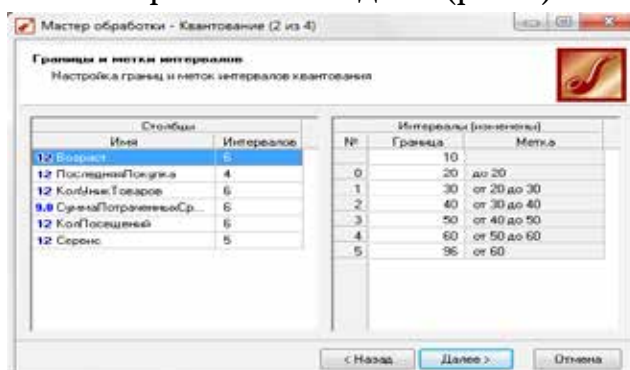 Мастер обработки - Квантование (2 из 4)
Границы и метки интервалов
Настройка границ и меток интервалов квантования
Столбцы
Имя Интервалов
12 Возраст 6
12 ПоследняяПокупка 4
12 КолУникТоваров 6
9.0 СуммаПотраченныхСр... 6
12 КолПосещений 6
12 Сервис 5
Интервалы (изменены)
№ Граница Метка
10
0 20 до 20
1 30 от 20 до 30
2 40 от 30 до 40
3 50 от 40 до 50
4 60 от 50 до 60
5 96 от 60
< Назад Далее > Отмена